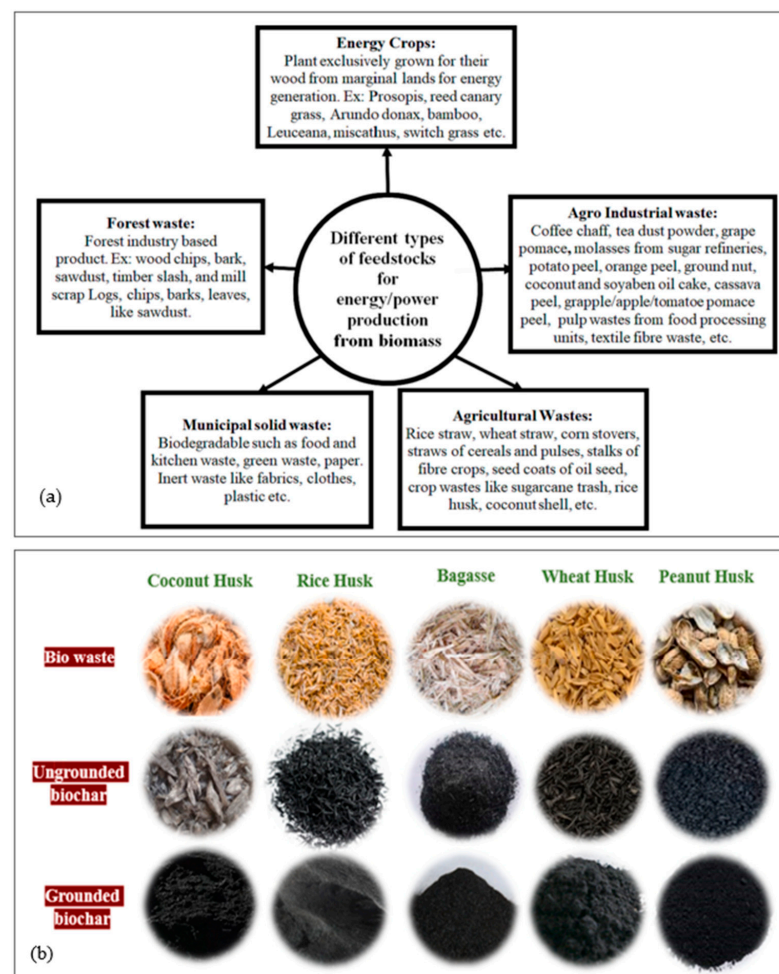 Energy Crops:
Plant exclusively grown for their
wood from marginal lands for energy
generation. Ex: Prosopis, reed canary
grass, Arundo donax, bamboo,
Leuceana, miscathus, switch grass etc.
Forest waste:
Forest industry based
product. Ex: wood chips, bark,
sawdust, timber slash, and mill
scrap Logs, chips, barks, leaves,
like sawdust.
Different types
of feedstocks
for
energy/power
production
from biomass
Agro Industrial waste:
Coffee chaff, tea dust powder, grape
pomace, molasses from sugar refineries,
potato peel, orange peel, ground nut,
coconut and soyaben oil cake, cassava
peel, grapple/apple/tomatoe pomace
peel, pulp wastes from food processing
units, textile fibre waste, etc.
Municipal solid waste:
Biodegradable such as food and
kitchen waste, green waste, paper.
Inert waste like fabrics, clothes,
plastic etc.
Agricultural Wastes:
Rice straw, wheat straw, corn stovers,
straws of cereals and pulses, stalks of
fibre crops, seed coats of oil seed,
crop wastes like sugarcane trash, rice
husk, coconut shell, etc.
(a)
Coconut Husk Rice Husk Bagasse Wheat Husk Peanut Husk
Bio waste
Ungrounded
biochar
Grounded
biochar
(b)